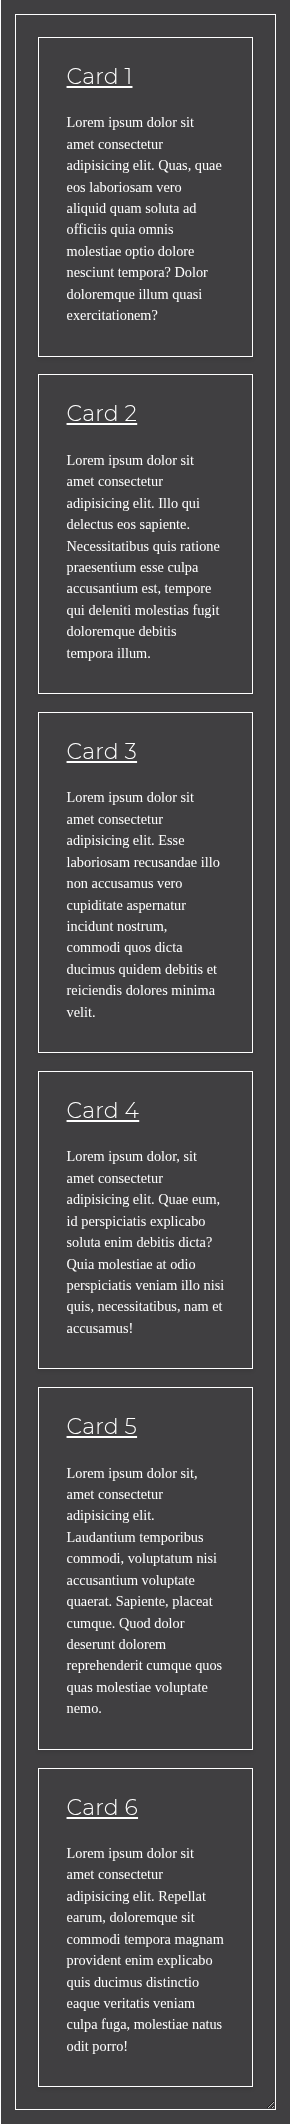 Card 1
Lorem ipsum dolor sit
amet consectetur
adipisicing elit. Quas, quae
eos laboriosam vero
aliquid quam soluta ad
officiis quia omnis
molestiae optio dolore
nesciunt tempora? Dolor
doloremque illum quasi
exercitationem?
Card 2
Lorem ipsum dolor sit
amet consectetur
adipisicing elit. Illo qui
delectus eos sapiente.
Necessitatibus quis ratione
praesentium esse culpa
accusantium est, tempore
qui deleniti molestias fugit
doloremque debitis
tempora illum.
Card 3
Lorem ipsum dolor sit
amet consectetur
adipisicing elit. Esse
laboriosam recusandae illo
non accusamus vero
cupiditate aspernatur
incidunt nostrum,
commodi quos dicta
ducimus quidem debitis et
reiciendis dolores minima
velit.
Card 4
Lorem ipsum dolor, sit
amet consectetur
adipisicing elit. Quae eum,
id perspiciatis explicabo
soluta enim debitis dicta?
Quia molestiae at odio
perspiciatis veniam illo nisi
quis, necessitatibus, nam et
accusamus!
Card 5
Lorem ipsum dolor sit,
amet consectetur
adipisicing elit.
Laudantium temporibus
commodi, voluptatum nisi
accusantium voluptate
quaerat. Sapiente, placeat
cumque. Quod dolor
deserunt dolorem
reprehenderit cumque quos
quas molestiae voluptate
nemo.
Card 6
Lorem ipsum dolor sit
amet consectetur
adipisicing elit. Repellat
earum, doloremque sit
commodi tempora magnam
provident enim explicabo
quis ducimus distinctio
eaque veritatis veniam
culpa fuga, molestiae natus
odit porro!